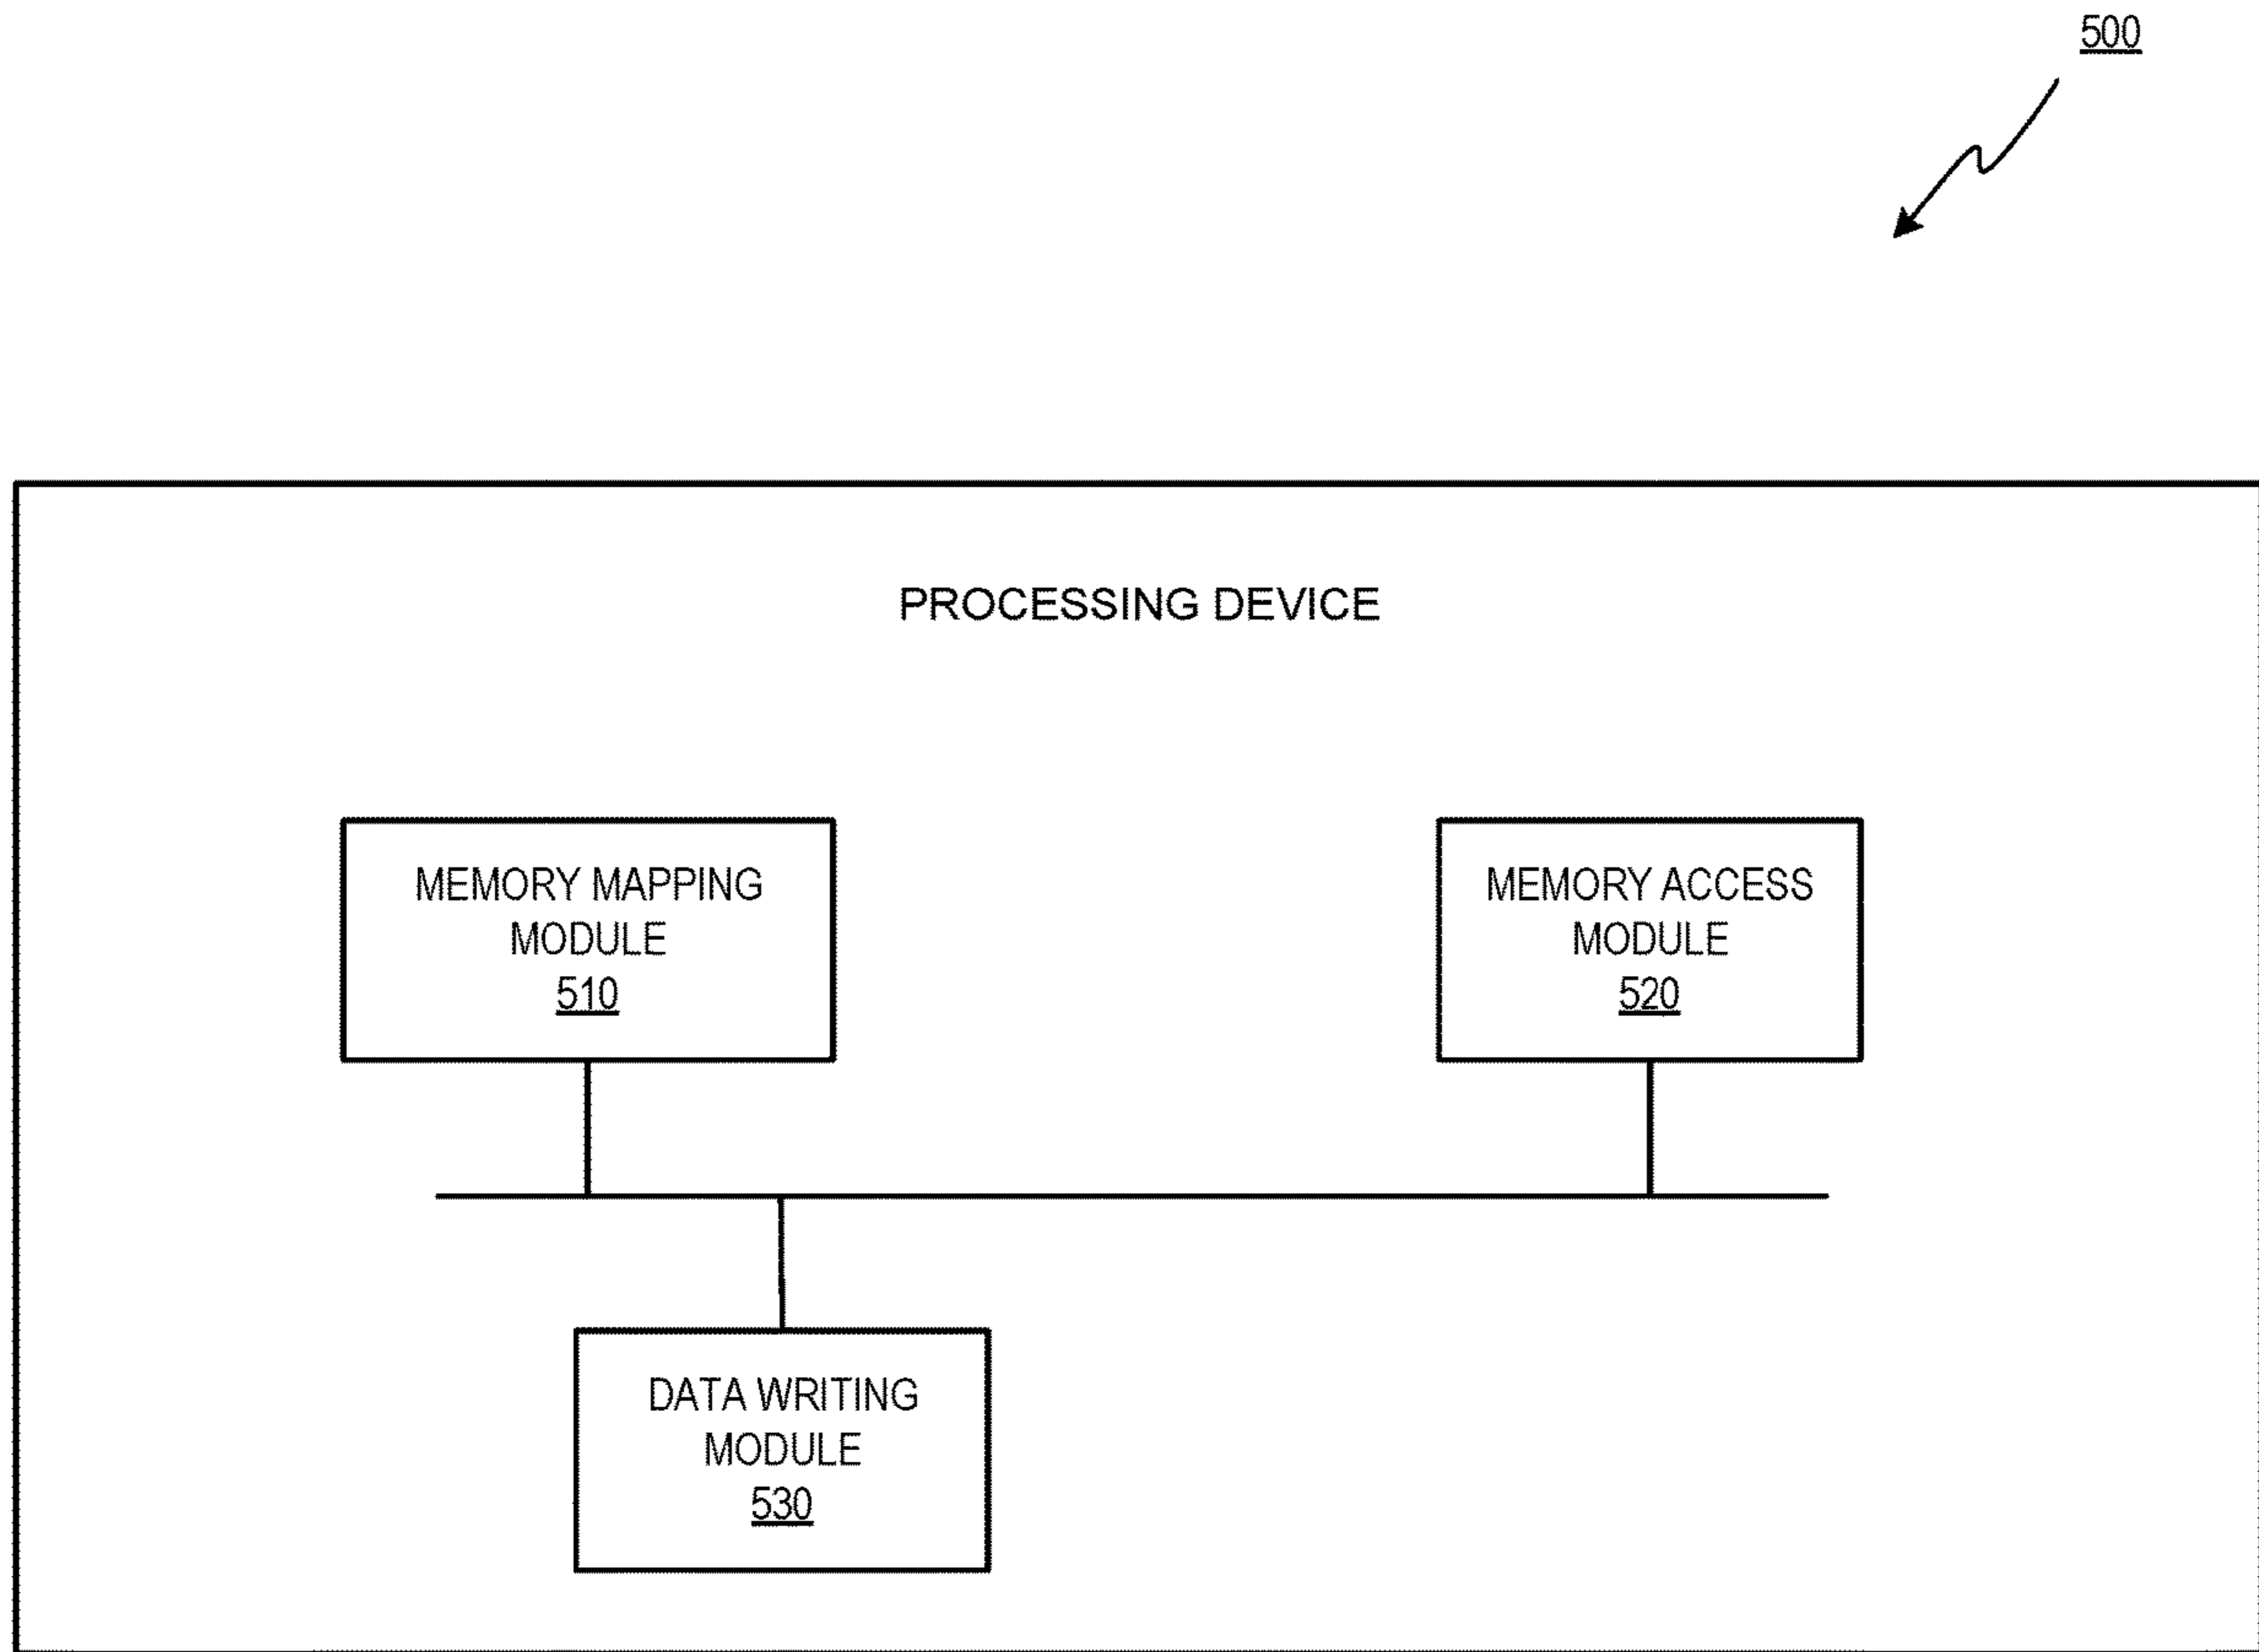 500
PROCESSING DEVICE
MEMORY MAPPING
MODULE
510
MEMORY ACCESS
MODULE
520
DATA WRITING
MODULE
530